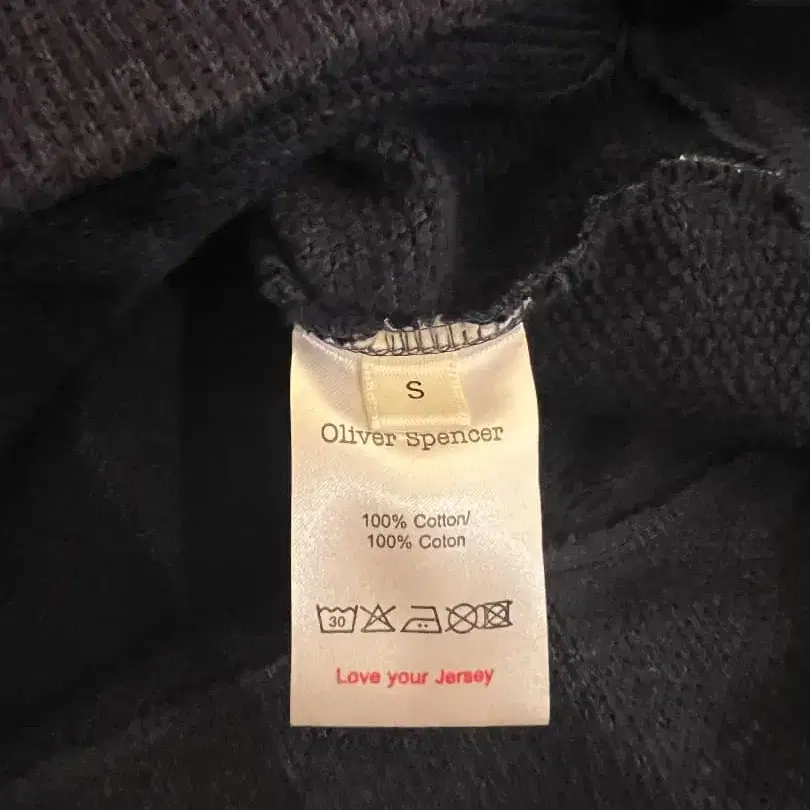 S
Oliver Spencer
100% Cotton/
100% Coton
30
Love your Jersey